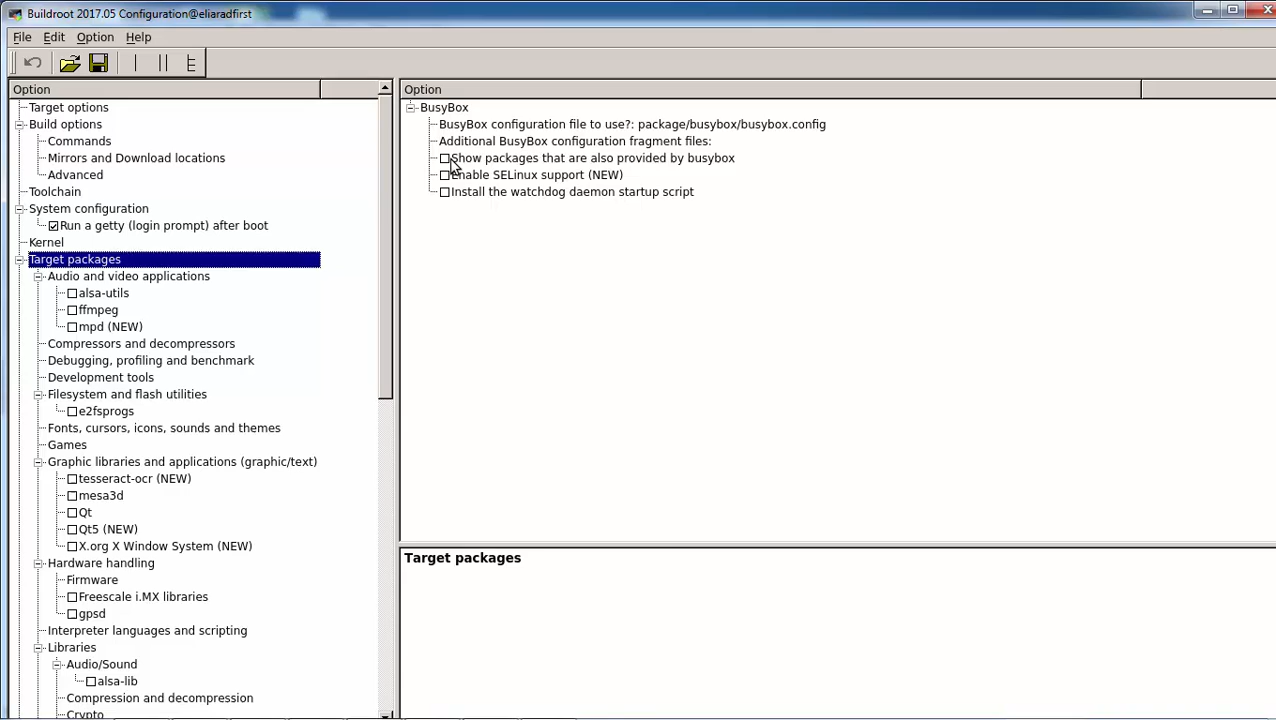 Buildroot 2017.05 Configuration@eliaradfirst
File Edit Option Help
Option
Target options
Build options
Commands
Mirrors and Download locations
Advanced
Toolchain
System configuration
Run a getty (login prompt) after boot
Kernel
Target packages
Audio and video applications
alsa-utils
ffmpeg
mpd (NEW)
Compressors and decompressors
Debugging, profiling and benchmark
Development tools
Filesystem and flash utilities
e2fsprogs
Fonts, cursors, icons, sounds and themes
Games
Graphic libraries and applications (graphic/text)
tesseract-ocr (NEW)
mesa3d
Qt
Qt5 (NEW)
X.org X Window System (NEW)
Hardware handling
Firmware
Freescale i.MX libraries
gpsd
Interpreter languages and scripting
Libraries
Audio/Sound
alsa-lib
Compression and decompression
Crypto
Option
BusyBox
BusyBox configuration file to use?: package/busybox/busybox.config
Additional BusyBox configuration fragment files:
Show packages that are also provided by busybox
Enable SELinux support (NEW)
Install the watchdog daemon startup script
Target packages